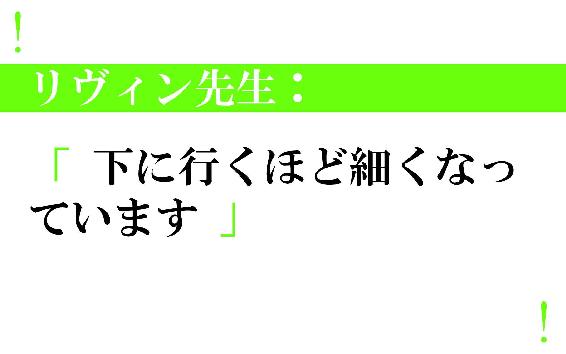 !
リヴィン先生：
「 下に行くほど細くなっ
ています 」
!